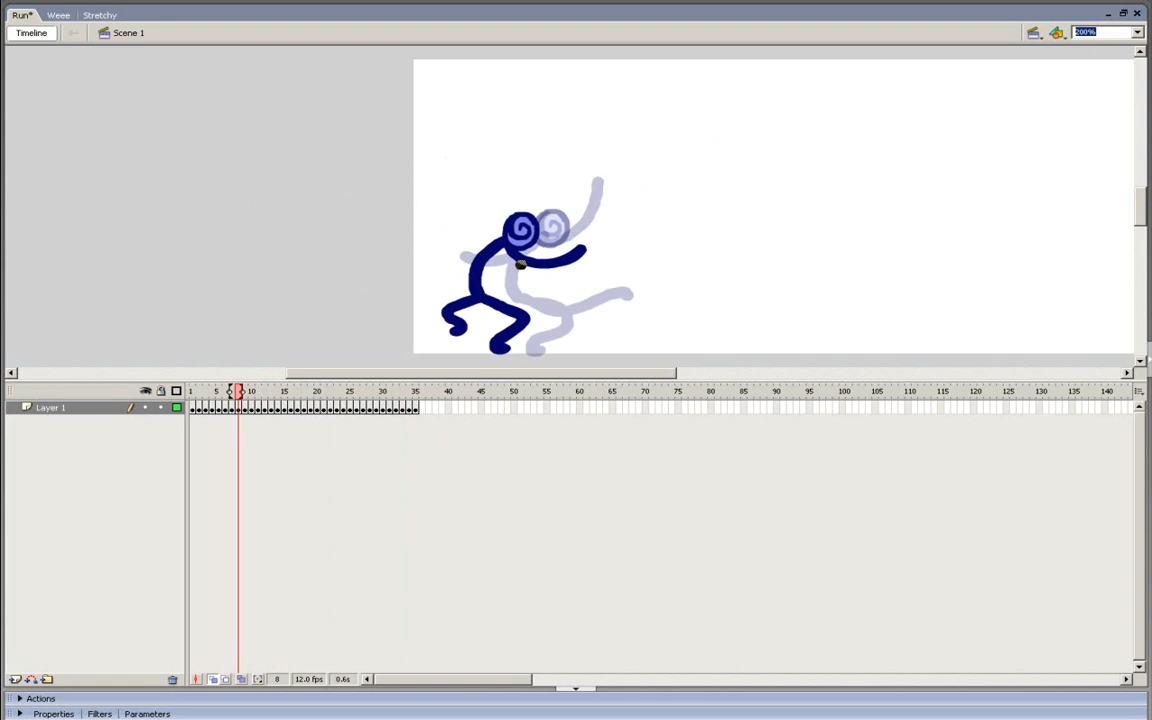 Run* Weee Stretchy
Timeline Scene 1 200%
1 5 10 15 20 25 30 35 40 45 50 55 60 65 70 75 80 85 90 95 100 105 110 115 120 125 130 135 140
Layer 1
8 12.0 fps 0.6s
Actions
Properties Filters Parameters